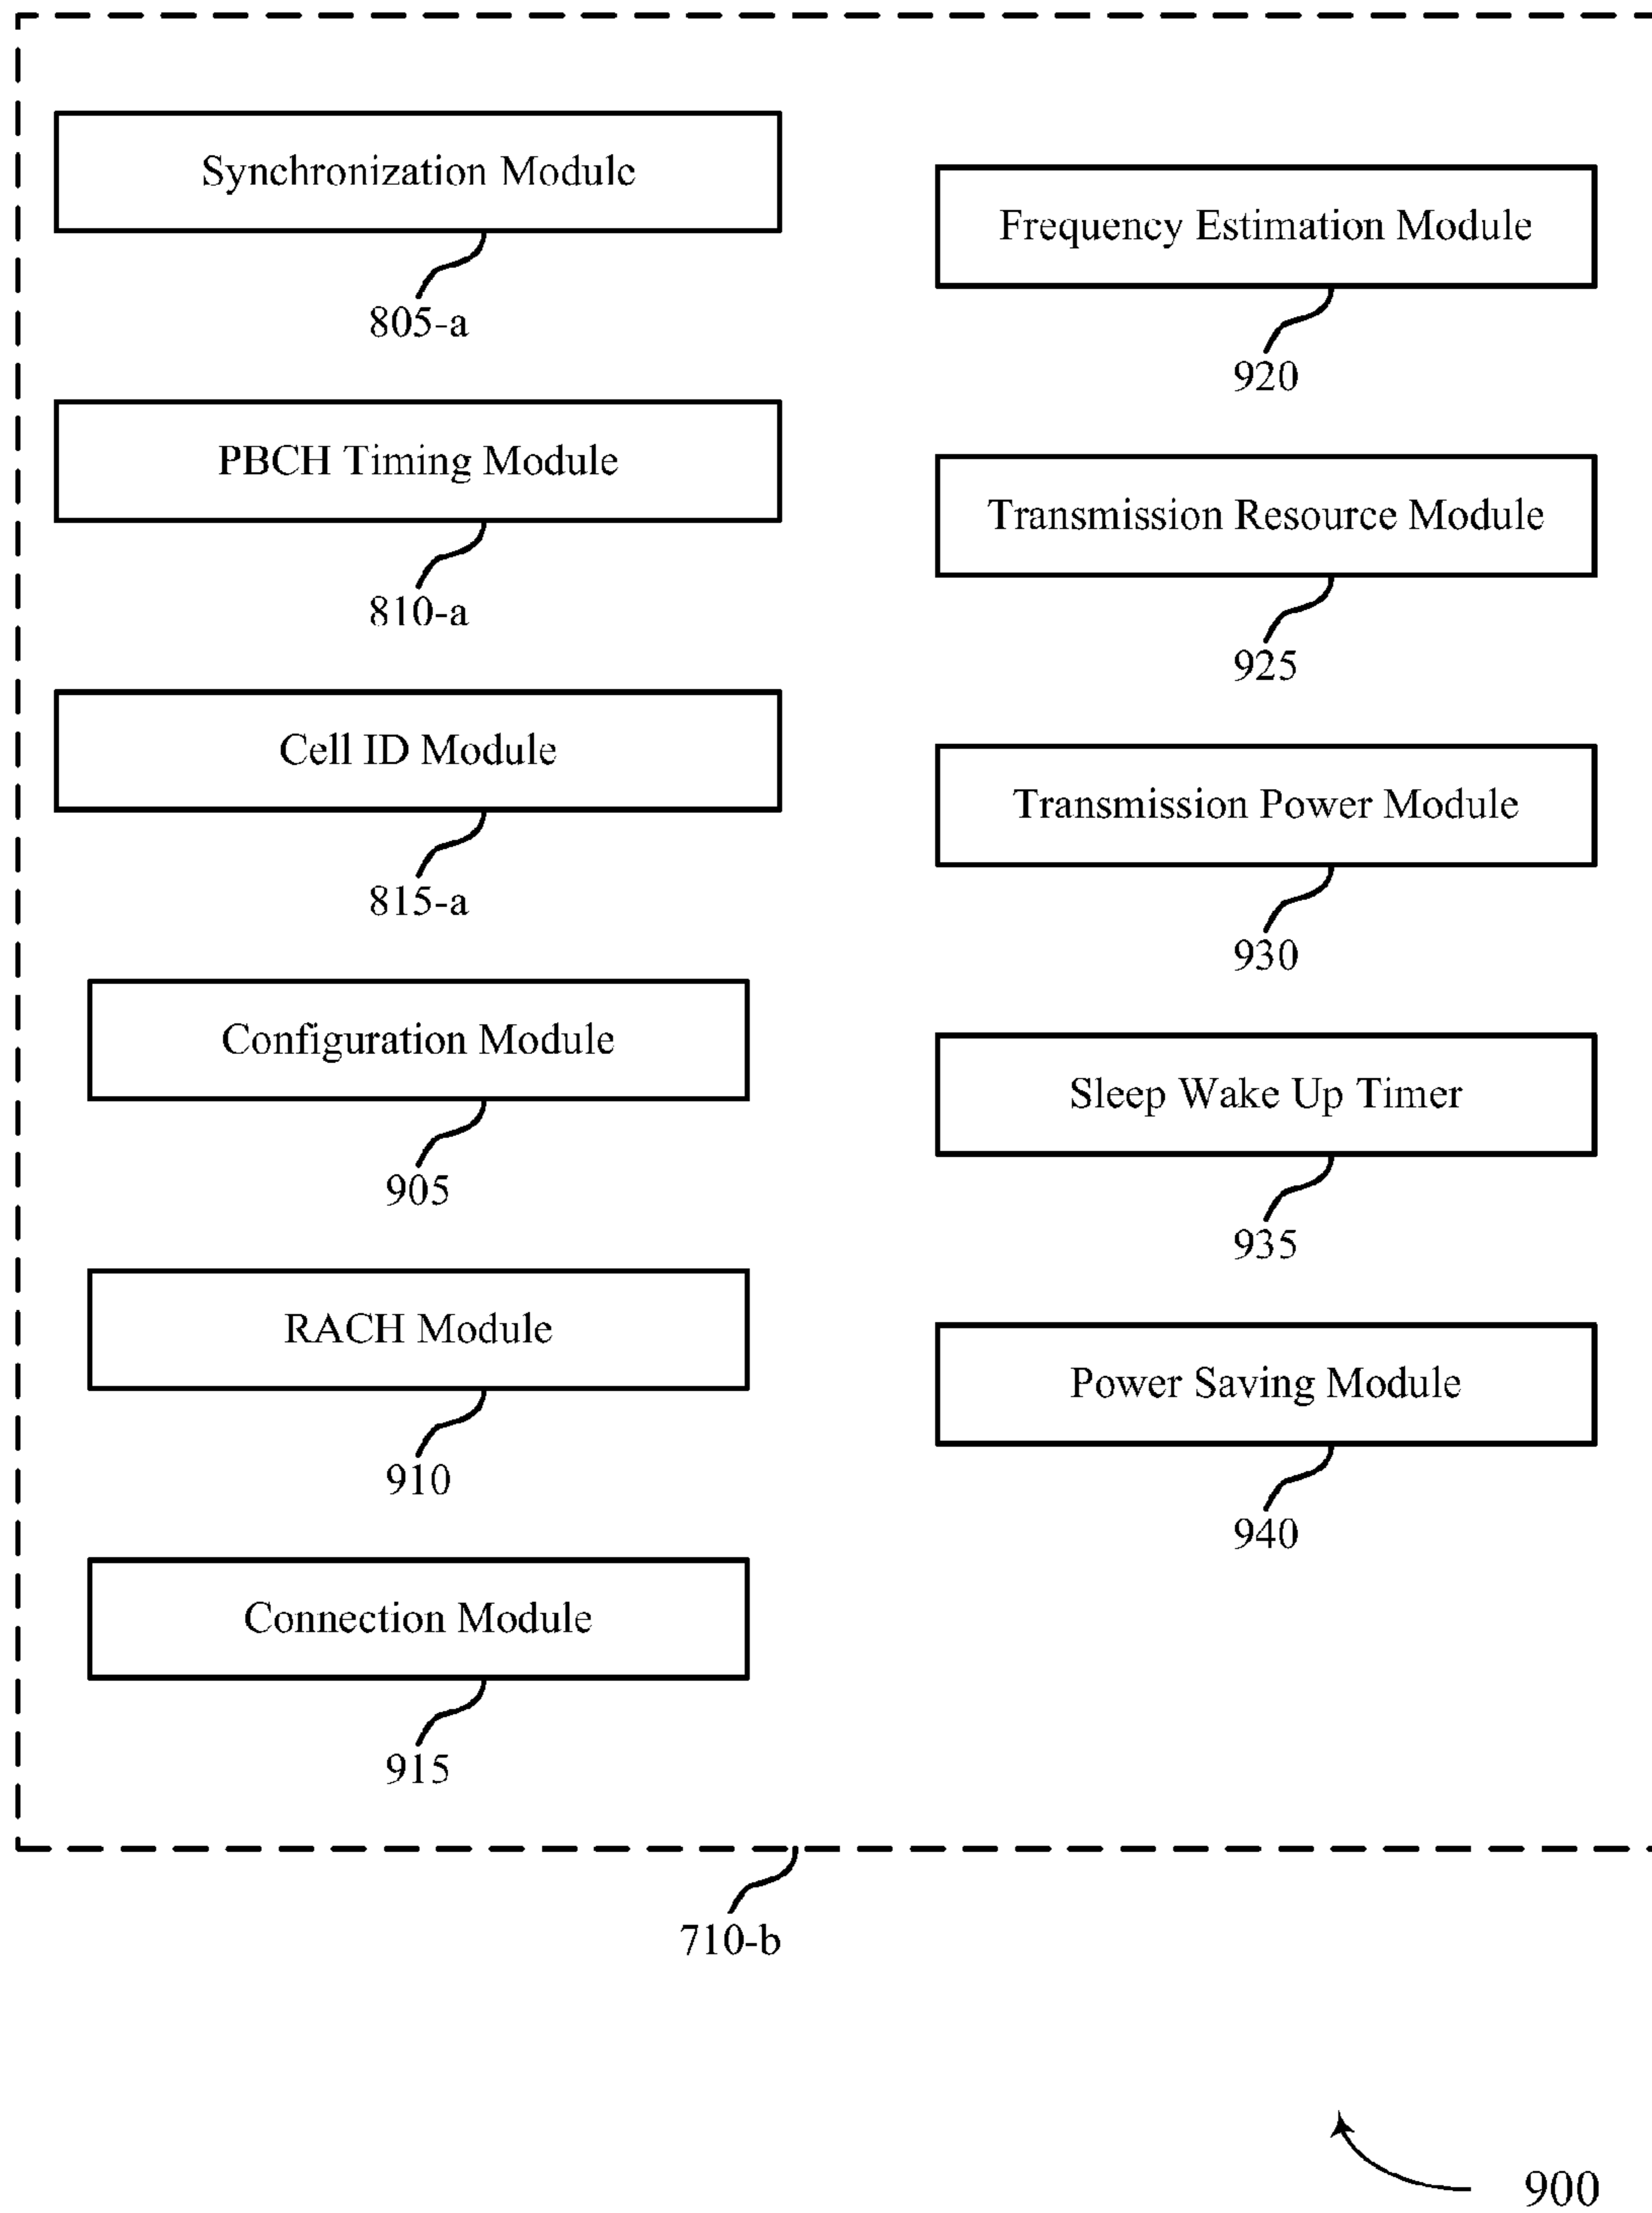 Synchronization Module
805-a
PBCH Timing Module
810-a
Cell ID Module
815-a
Configuration Module
905
RACH Module
910
Connection Module
915
Frequency Estimation Module
920
Transmission Resource Module
925
Transmission Power Module
930
Sleep Wake Up Timer
935
Power Saving Module
940
710-b
900